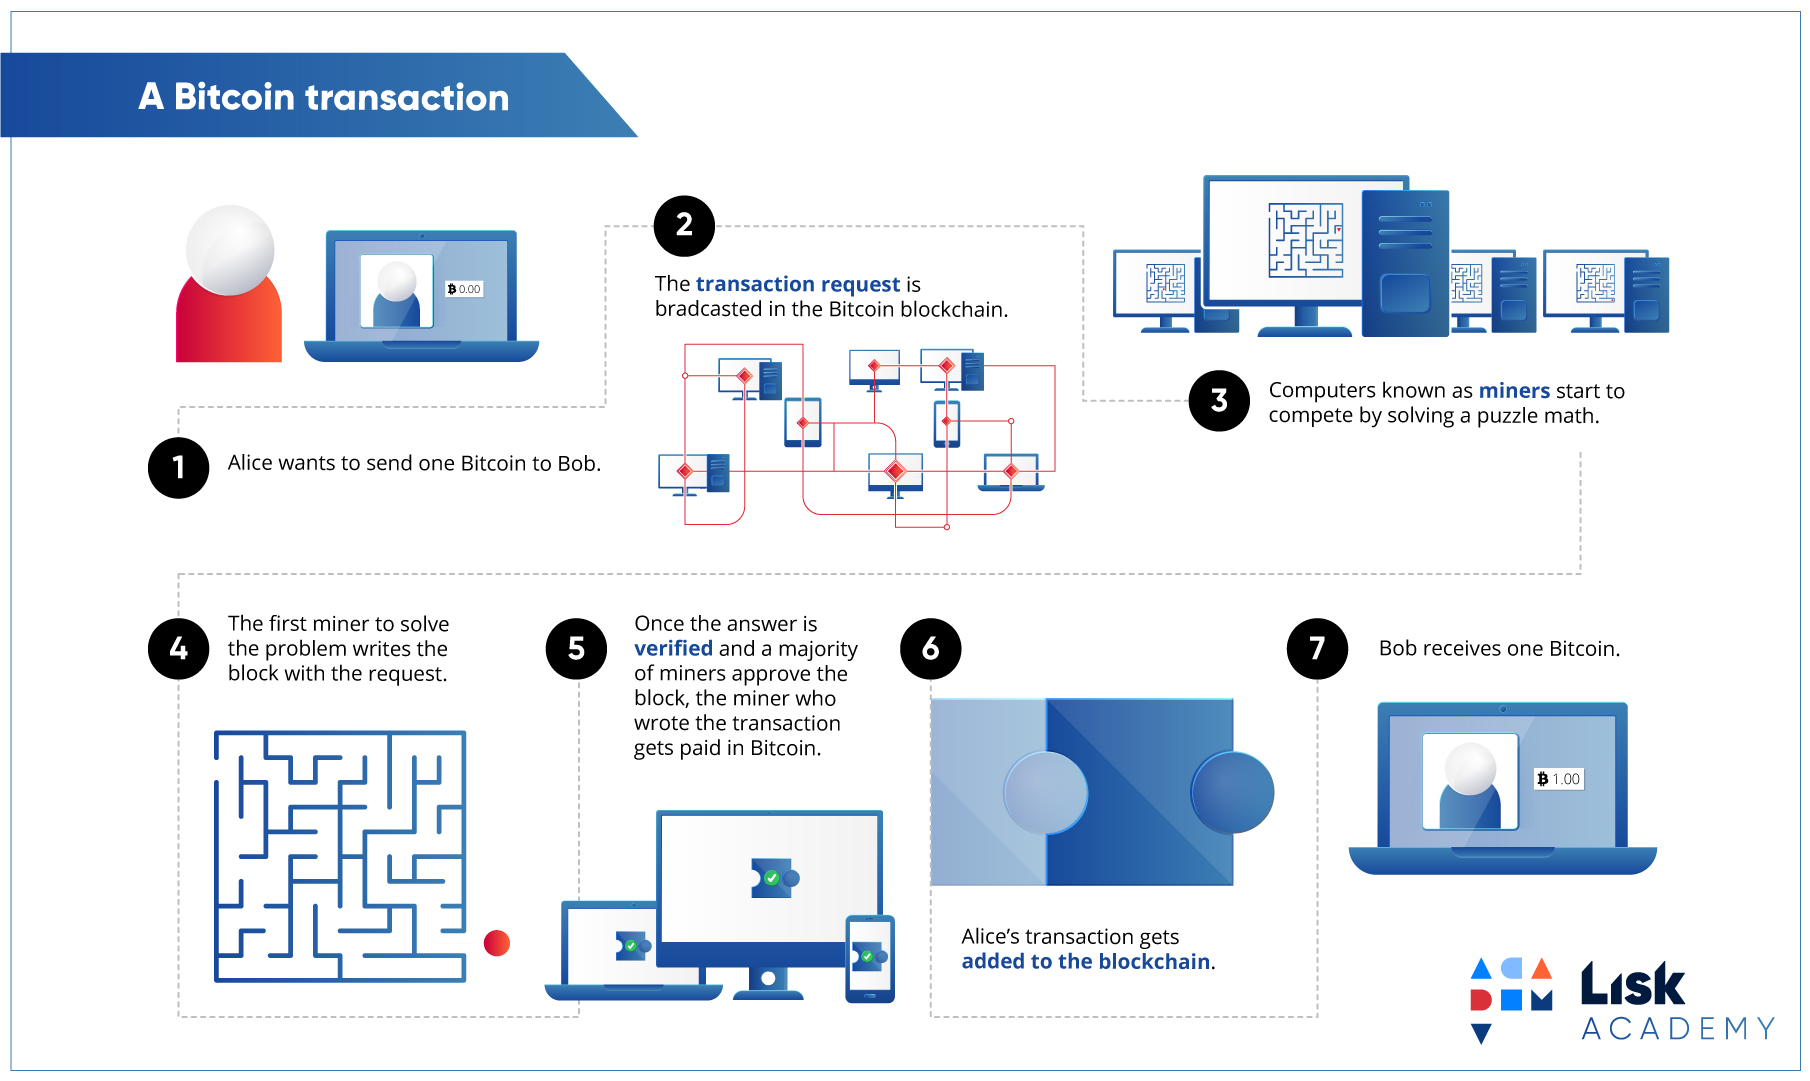 A Bitcoin transaction
₿ 0.00
1
Alice wants to send one Bitcoin to Bob.
2
The transaction request is
bradcasted in the Bitcoin blockchain.
3
Computers known as miners start to
compete by solving a puzzle math.
4
The first miner to solve
the problem writes the
block with the request.
5
Once the answer is
verified and a majority
of miners approve the
block, the miner who
wrote the transaction
gets paid in Bitcoin.
6
Alice’s transaction gets
added to the blockchain.
7
Bob receives one Bitcoin.
₿ 1.00
Lisk
ACADEMY